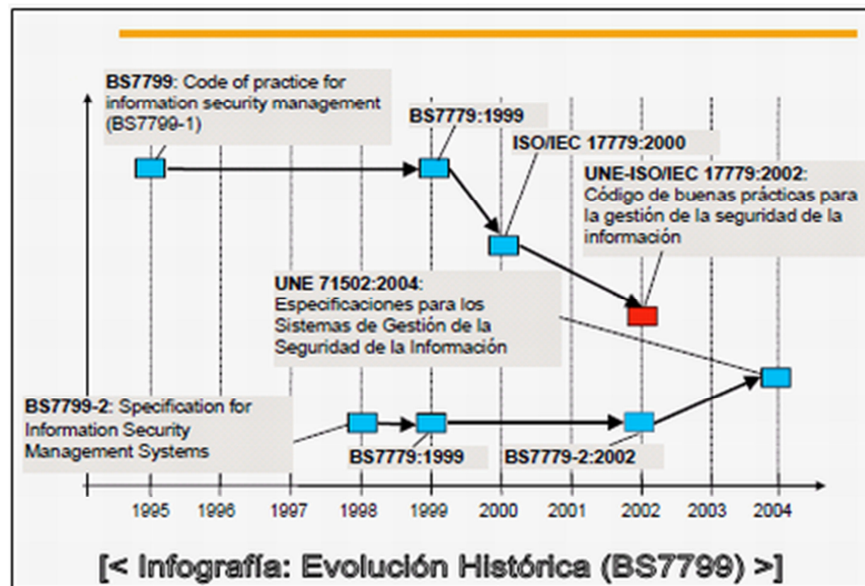 BS7799: Code of practice for
information security management
(BS7799-1)
BS7779:1999
ISO/IEC 17779:2000
UNE-ISO/IEC 17779:2002:
Código de buenas prácticas para
la gestión de la seguridad de la
información
UNE 71502:2004:
Especificaciones para los
Sistemas de Gestión de la
Seguridad de la Información
BS7799-2: Specification for
Information Security
Management Systems
BS7779:1999
BS7779-2:2002
1995 1996 1997 1998 1999 2000 2001 2002 2003 2004
[< Infografía: Evolución Histórica (BS7799) >]